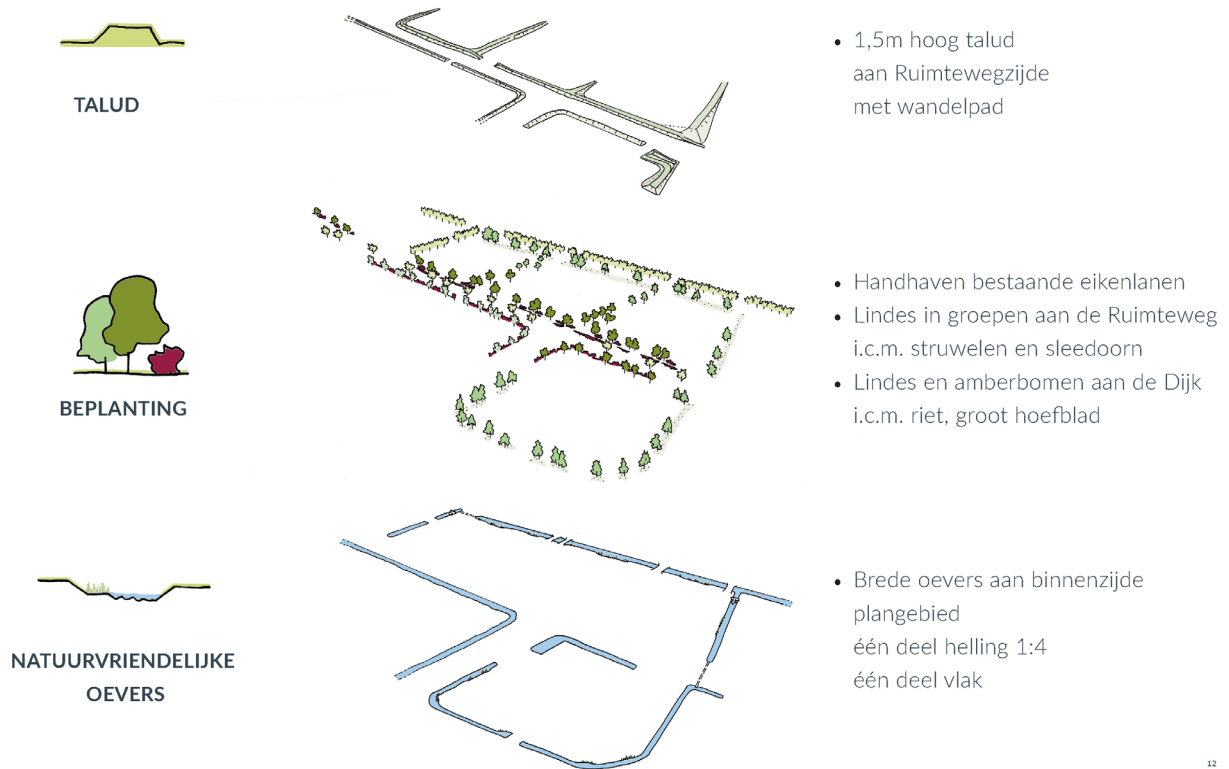 TALUD
• 1,5m hoog talud
aan Ruimtewegzijde
met wandelpad
BEPLANTING
• Handhaven bestaande eikenlanen
• Lindes in groepen aan de Ruimteweg
i.c.m. struwelen en sleedoorn
• Lindes en amberbomen aan de Dijk
i.c.m. riet, groot hoefblad
NATUURVRIENDELIJKE
OEVERS
• Brede oevers aan binnenzijde
plangebied
één deel helling 1:4
één deel vlak
12